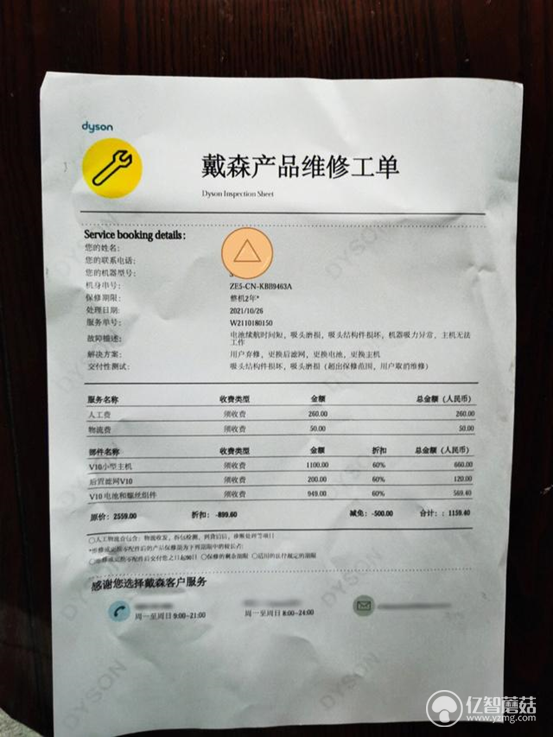 dyson
戴森产品维修工单
Dyson Inspection Sheet
Service booking details:
您的姓名:
您的联系电话:
您的机器型号:
机身串号: ZE5-CN-KBB9463A
保修期限: 整机2年*
处理日期: 2021/10/26
服务单号: W2110180150
故障描述: 电池续航时间短，吸头磨损，吸头结构件损坏，机器吸力异常，主机无法
工作
解决方案: 用户弃修，更换后滤网，更换电池，更换主机
交付性测试: 吸头结构件损坏，吸头磨损（超出保修范围，用户取消维修）
服务名称 收费类型 金额 总金额（人民币）
人工费 须收费 260.00 260.00
物流费 须收费 50.00 50.00
部件名称 收费类型 金额 折扣 总金额（人民币）
V10小型主机 须收费 1100.00 60% 660.00
后置滤网V10 须收费 200.00 60% 120.00
V10 电池和螺丝组件 须收费 949.00 60% 569.40
原价: 2559.00 折扣: -899.60 减免: -500.00 合计: : 1159.40
感谢您选择戴森客户服务
周一至周日 9:00~21:00 周一至周日 8:00~24:00
DYSON
DYSON
DYSON
DYSON
亿智蘑菇
www.yzmg.com